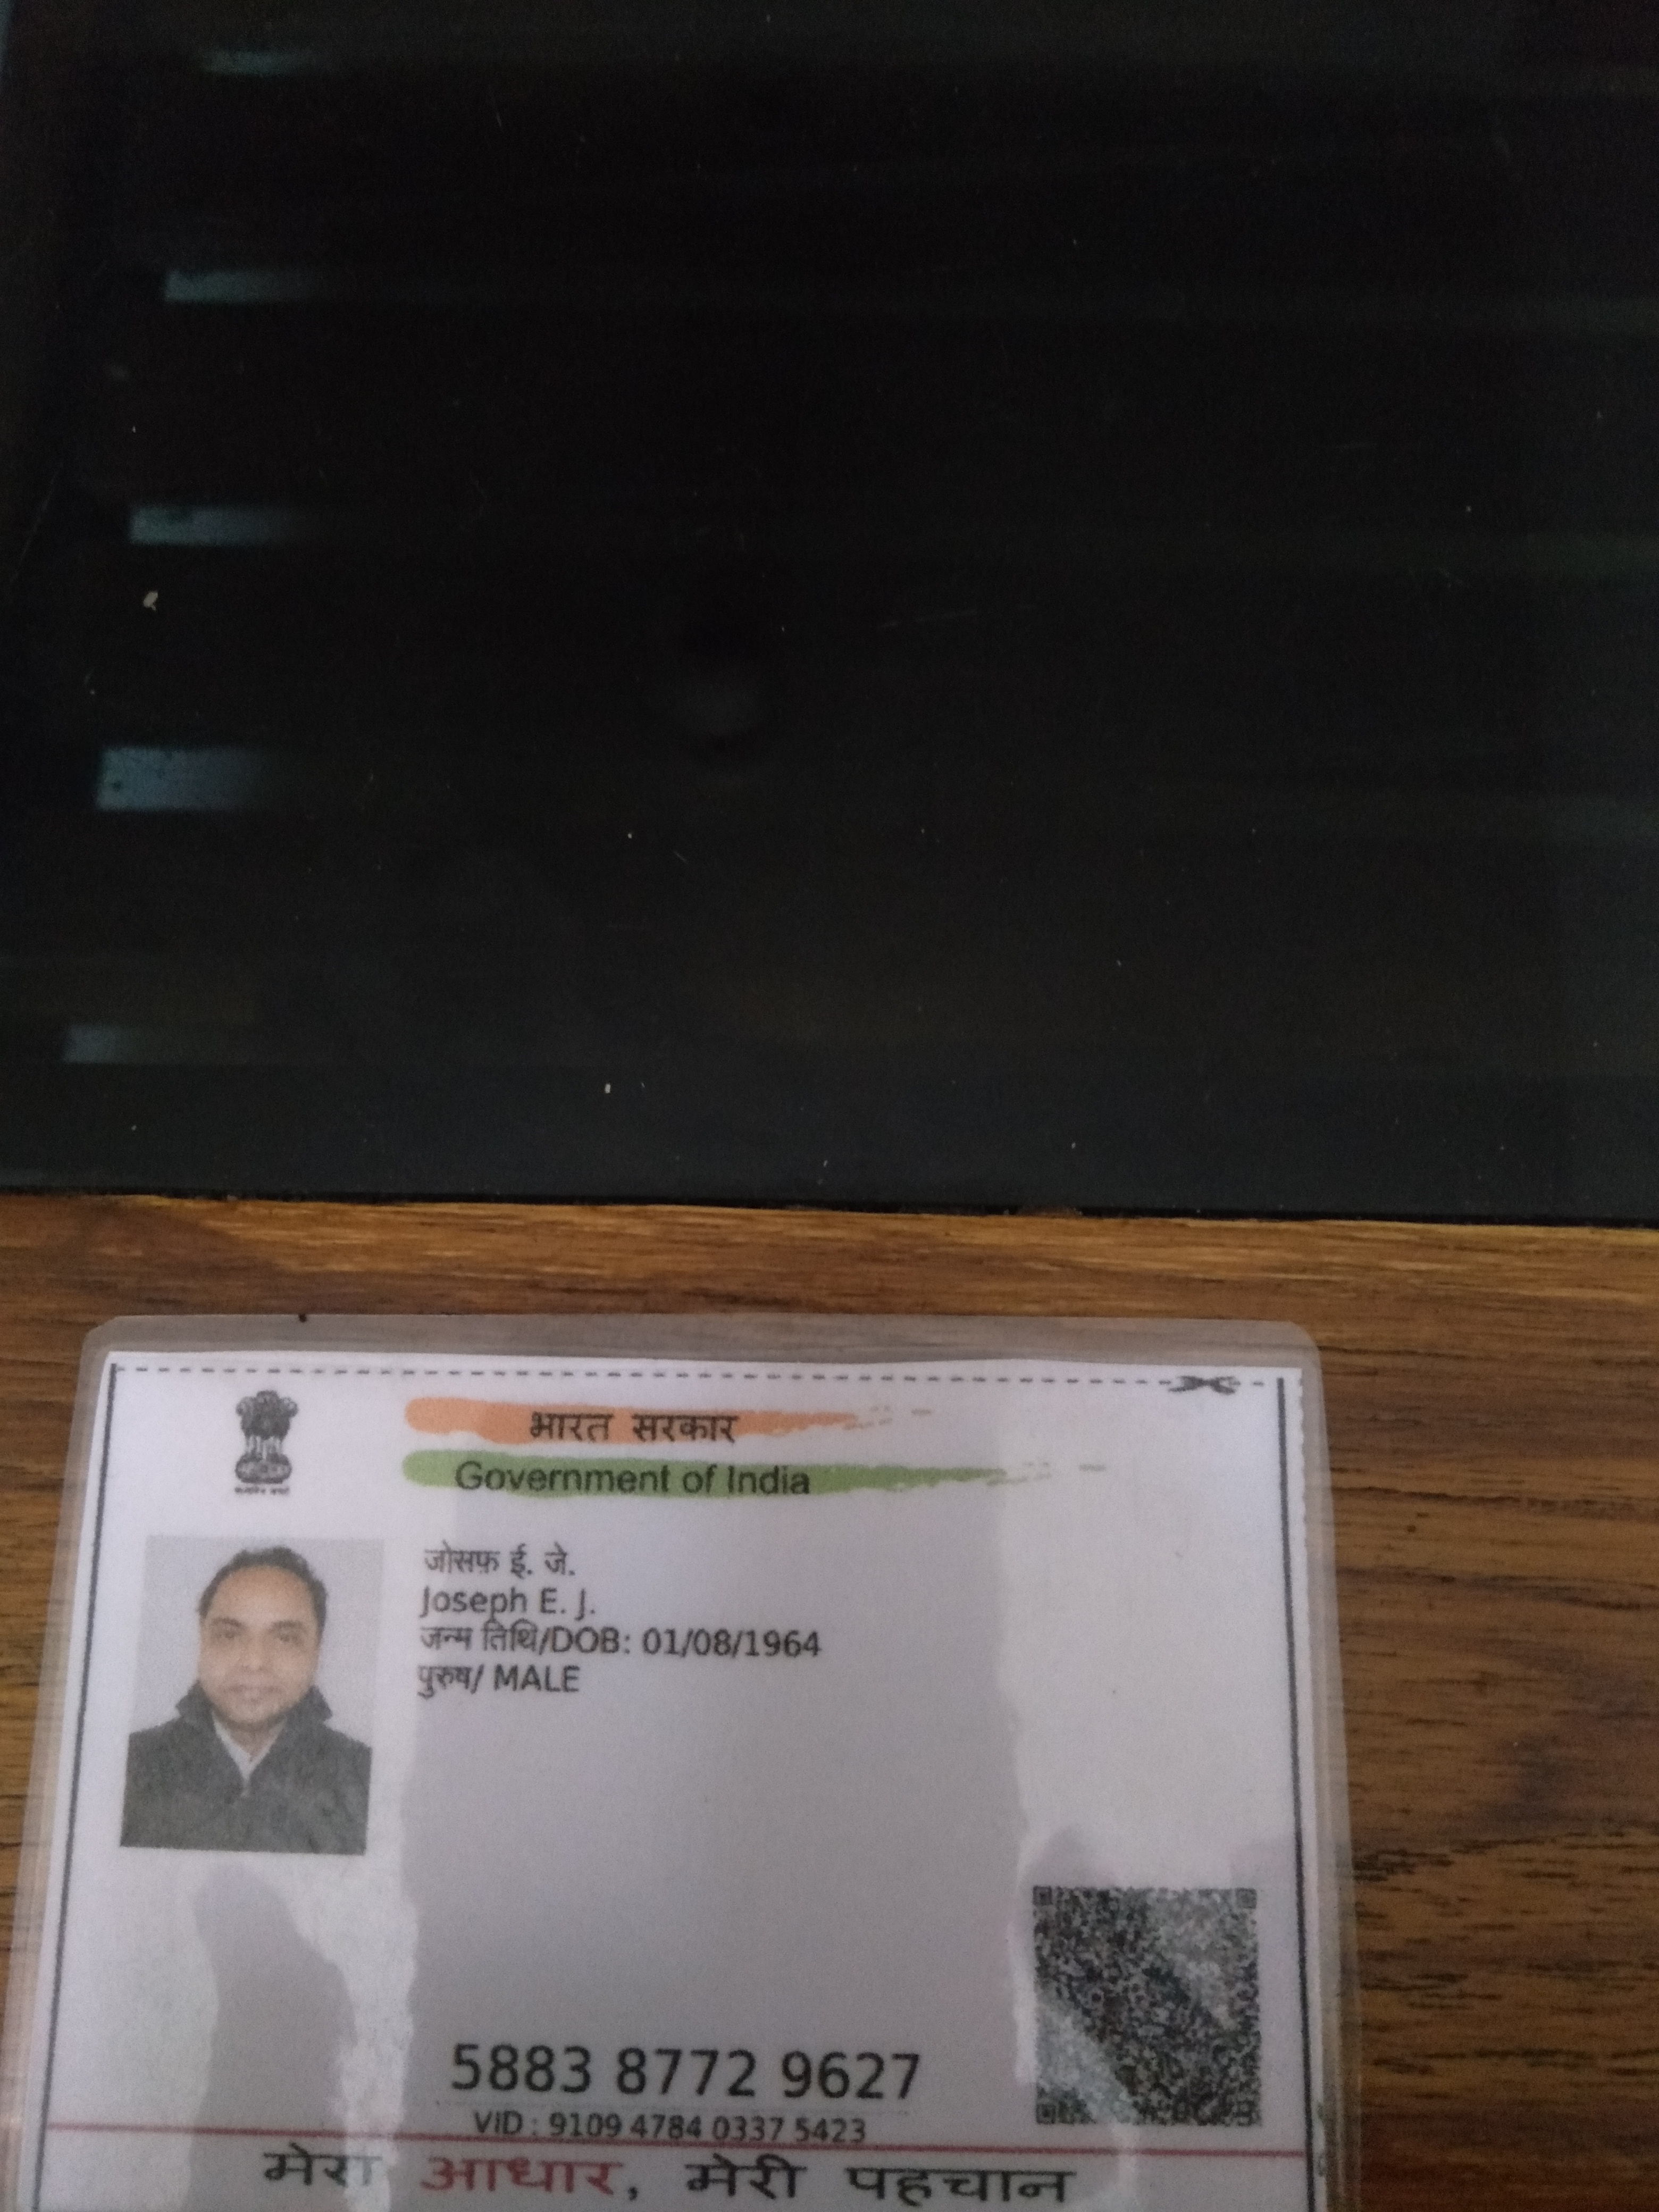 भारत सरकार
Government of India
जोसफ़ ई. जे.
Joseph E. J.
जन्म तिथि/DOB: 01/08/1964
पुरुष/ MALE
5883 8772 9627
VID : 9109 4784 0337 5423
मेरा आधार, मेरी पहचान